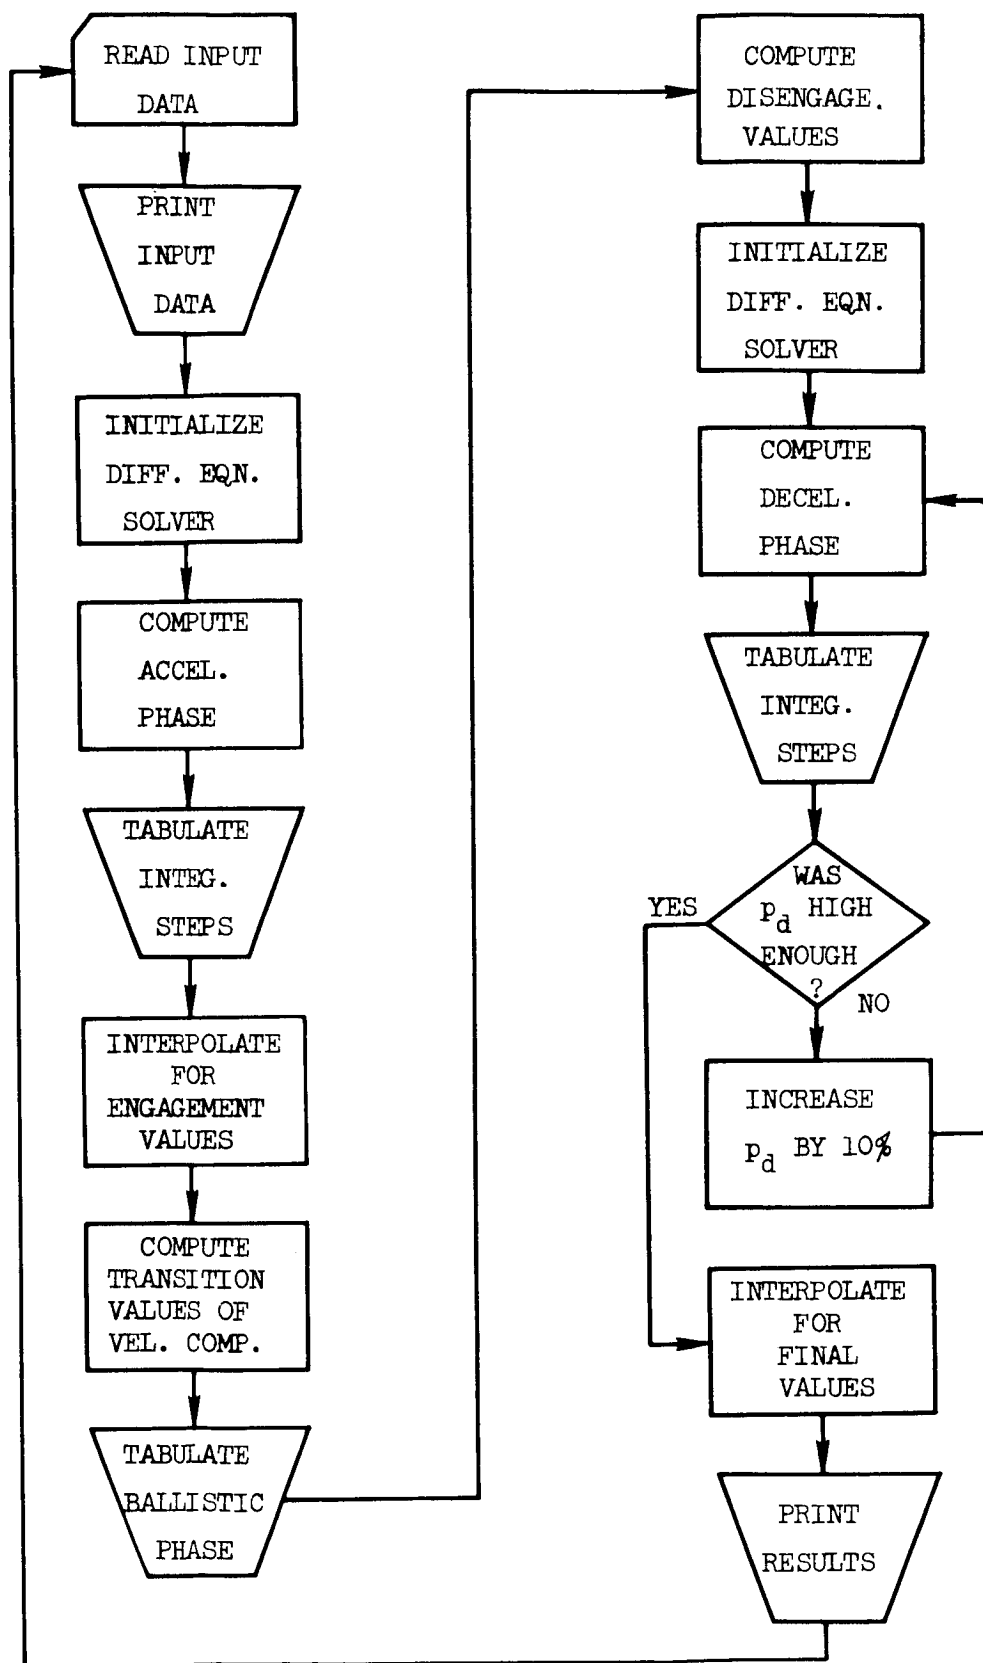 READ INPUT
DATA
PRINT
INPUT
DATA
INITIALIZE
DIFF. EQN.
SOLVER
COMPUTE
ACCEL.
PHASE
TABULATE
INTEG.
STEPS
INTERPOLATE
FOR
ENGAGEMENT
VALUES
COMPUTE
TRANSITION
VALUES OF
VEL. COMP.
TABULATE
BALLISTIC
PHASE
COMPUTE
DISENGAGE.
VALUES
INITIALIZE
DIFF. EQN.
SOLVER
COMPUTE
DECEL.
PHASE
TABULATE
INTEG.
STEPS
WAS
p_d HIGH
ENOUGH
?
YES
NO
INCREASE
p_d BY 10%
INTERPOLATE
FOR
FINAL
VALUES
PRINT
RESULTS